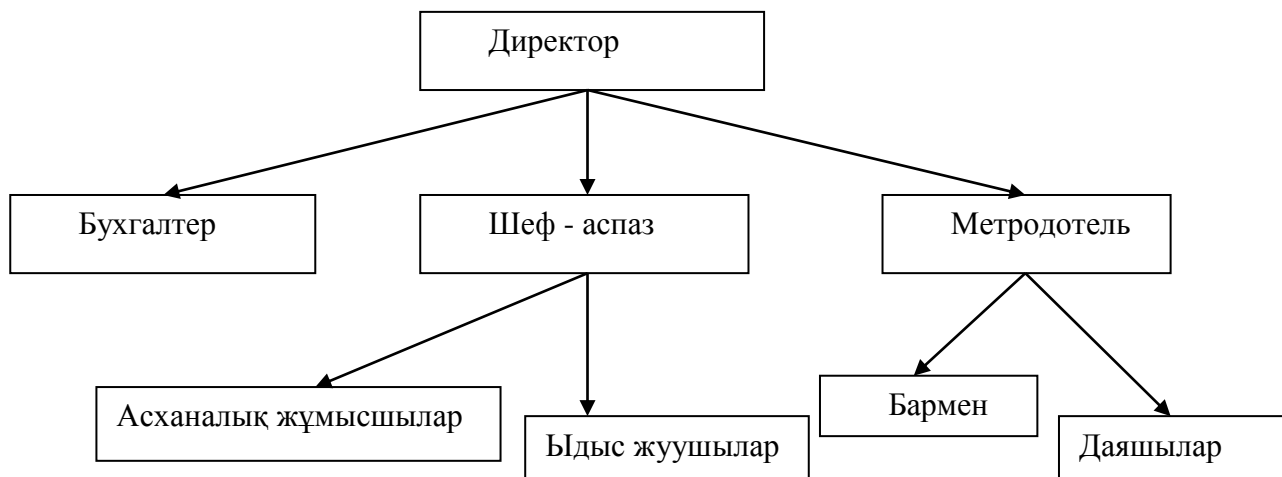 Директор
Бухгалтер
Шеф - аспаз
Метродотель
Асханалық жұмысшылар
Ыдыс жуушылар
Бармен
Даяшылар